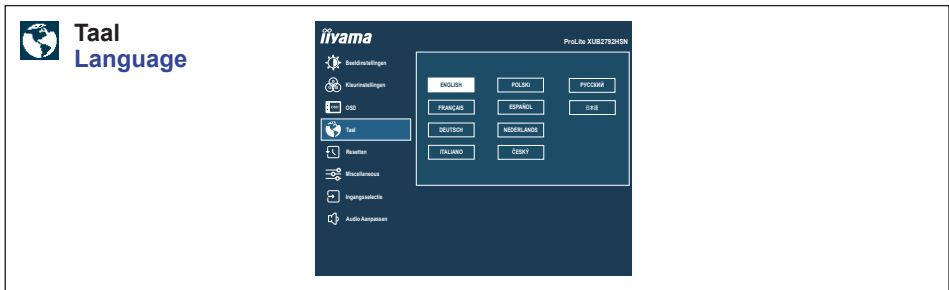 Taal
Language
iiyama
ProLite XUB2792HSN
Beeldinstellingen
Kleurinstellingen
OSD
OSD
Taal
Resetten
Miscellaneous
Ingangsselectie
Audio Aanpassen
ENGLISH POLSKI РУССКИЙ
FRANÇAIS ESPAÑOL 日本語
DEUTSCH NEDERLANDS
ITALIANO ČESKÝ